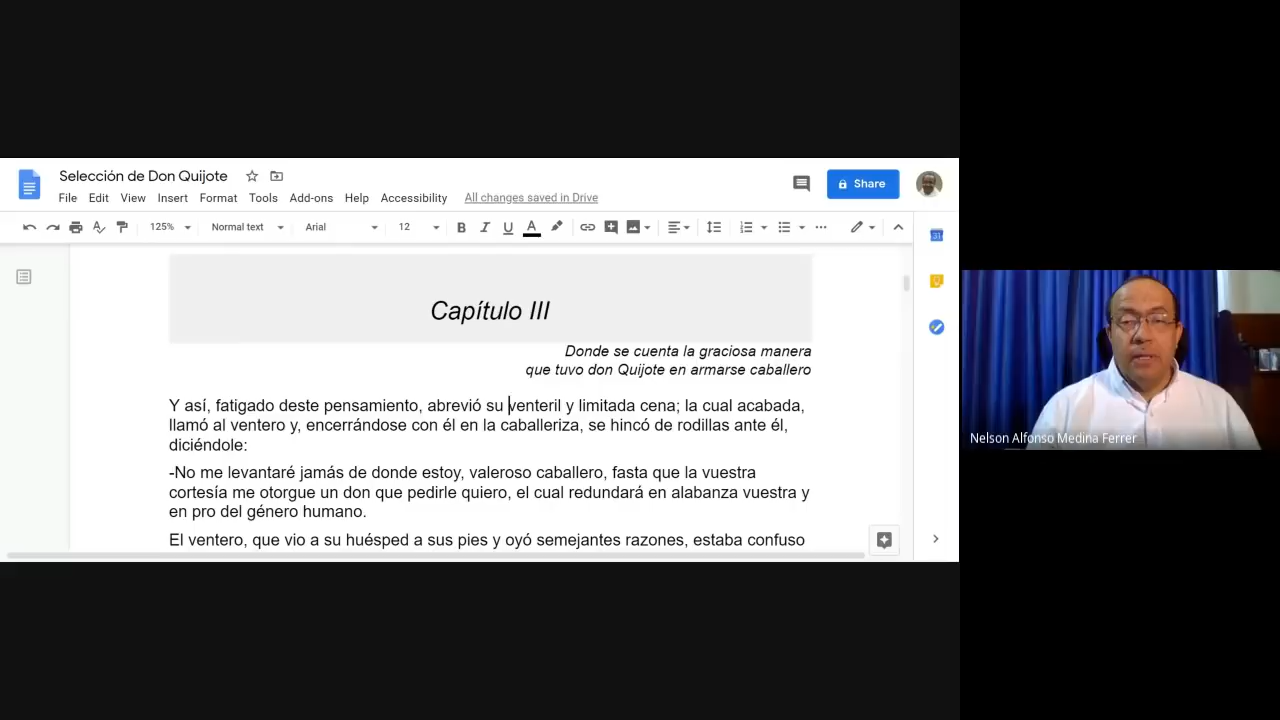 Selección de Don Quijote
File Edit View Insert Format Tools Add-ons Help Accessibility All changes saved in Drive
Share
125% Normal text Arial 12 B I U A
31
Capítulo III
Donde se cuenta la graciosa manera
que tuvo don Quijote en armarse caballero
Y así, fatigado deste pensamiento, abrevió su venteril y limitada cena; la cual acabada,
llamó al ventero y, encerrándose con él en la caballeriza, se hincó de rodillas ante él,
diciéndole:
-No me levantaré jamás de donde estoy, valeroso caballero, fasta que la vuestra
cortesía me otorgue un don que pedirle quiero, el cual redundará en alabanza vuestra y
en pro del género humano.
El ventero, que vio a su huésped a sus pies y oyó semejantes razones, estaba confuso
Nelson Alfonso Medina Ferrer